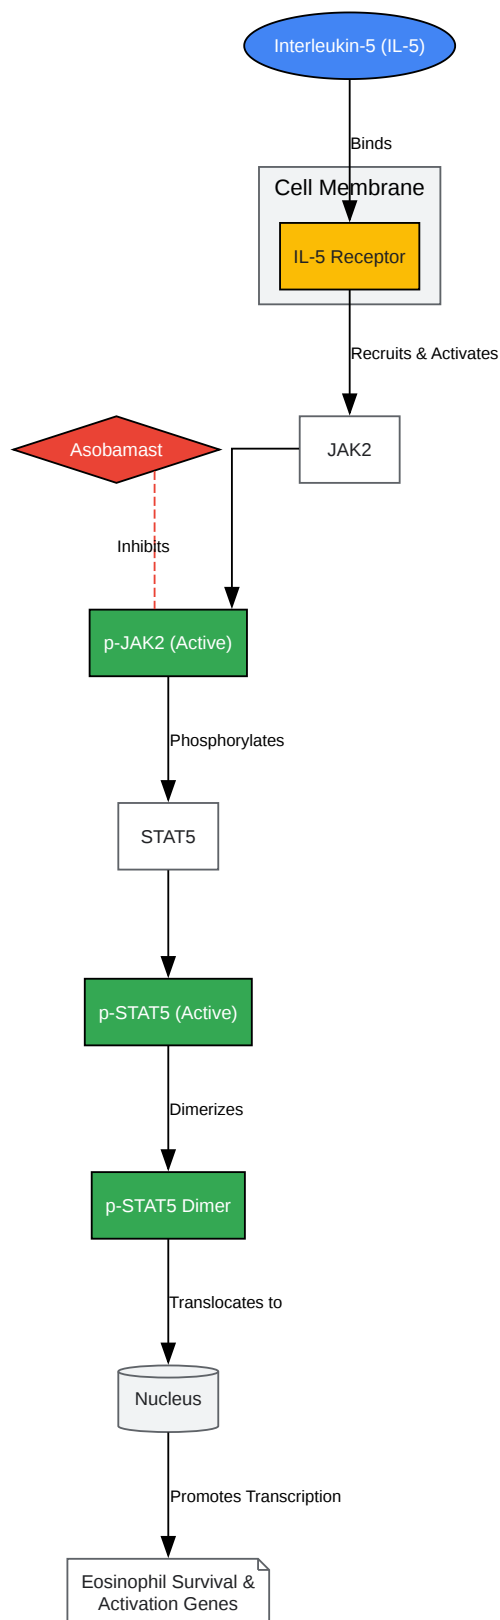 Interleukin-5 (IL-5)
Binds
Cell Membrane
IL-5 Receptor
Recruits & Activates
Asobamast
JAK2
Inhibits
p-JAK2 (Active)
Phosphorylates
STAT5
p-STAT5 (Active)
Dimerizes
p-STAT5 Dimer
Translocates to
Nucleus
Promotes Transcription
Eosinophil Survival &
Activation Genes